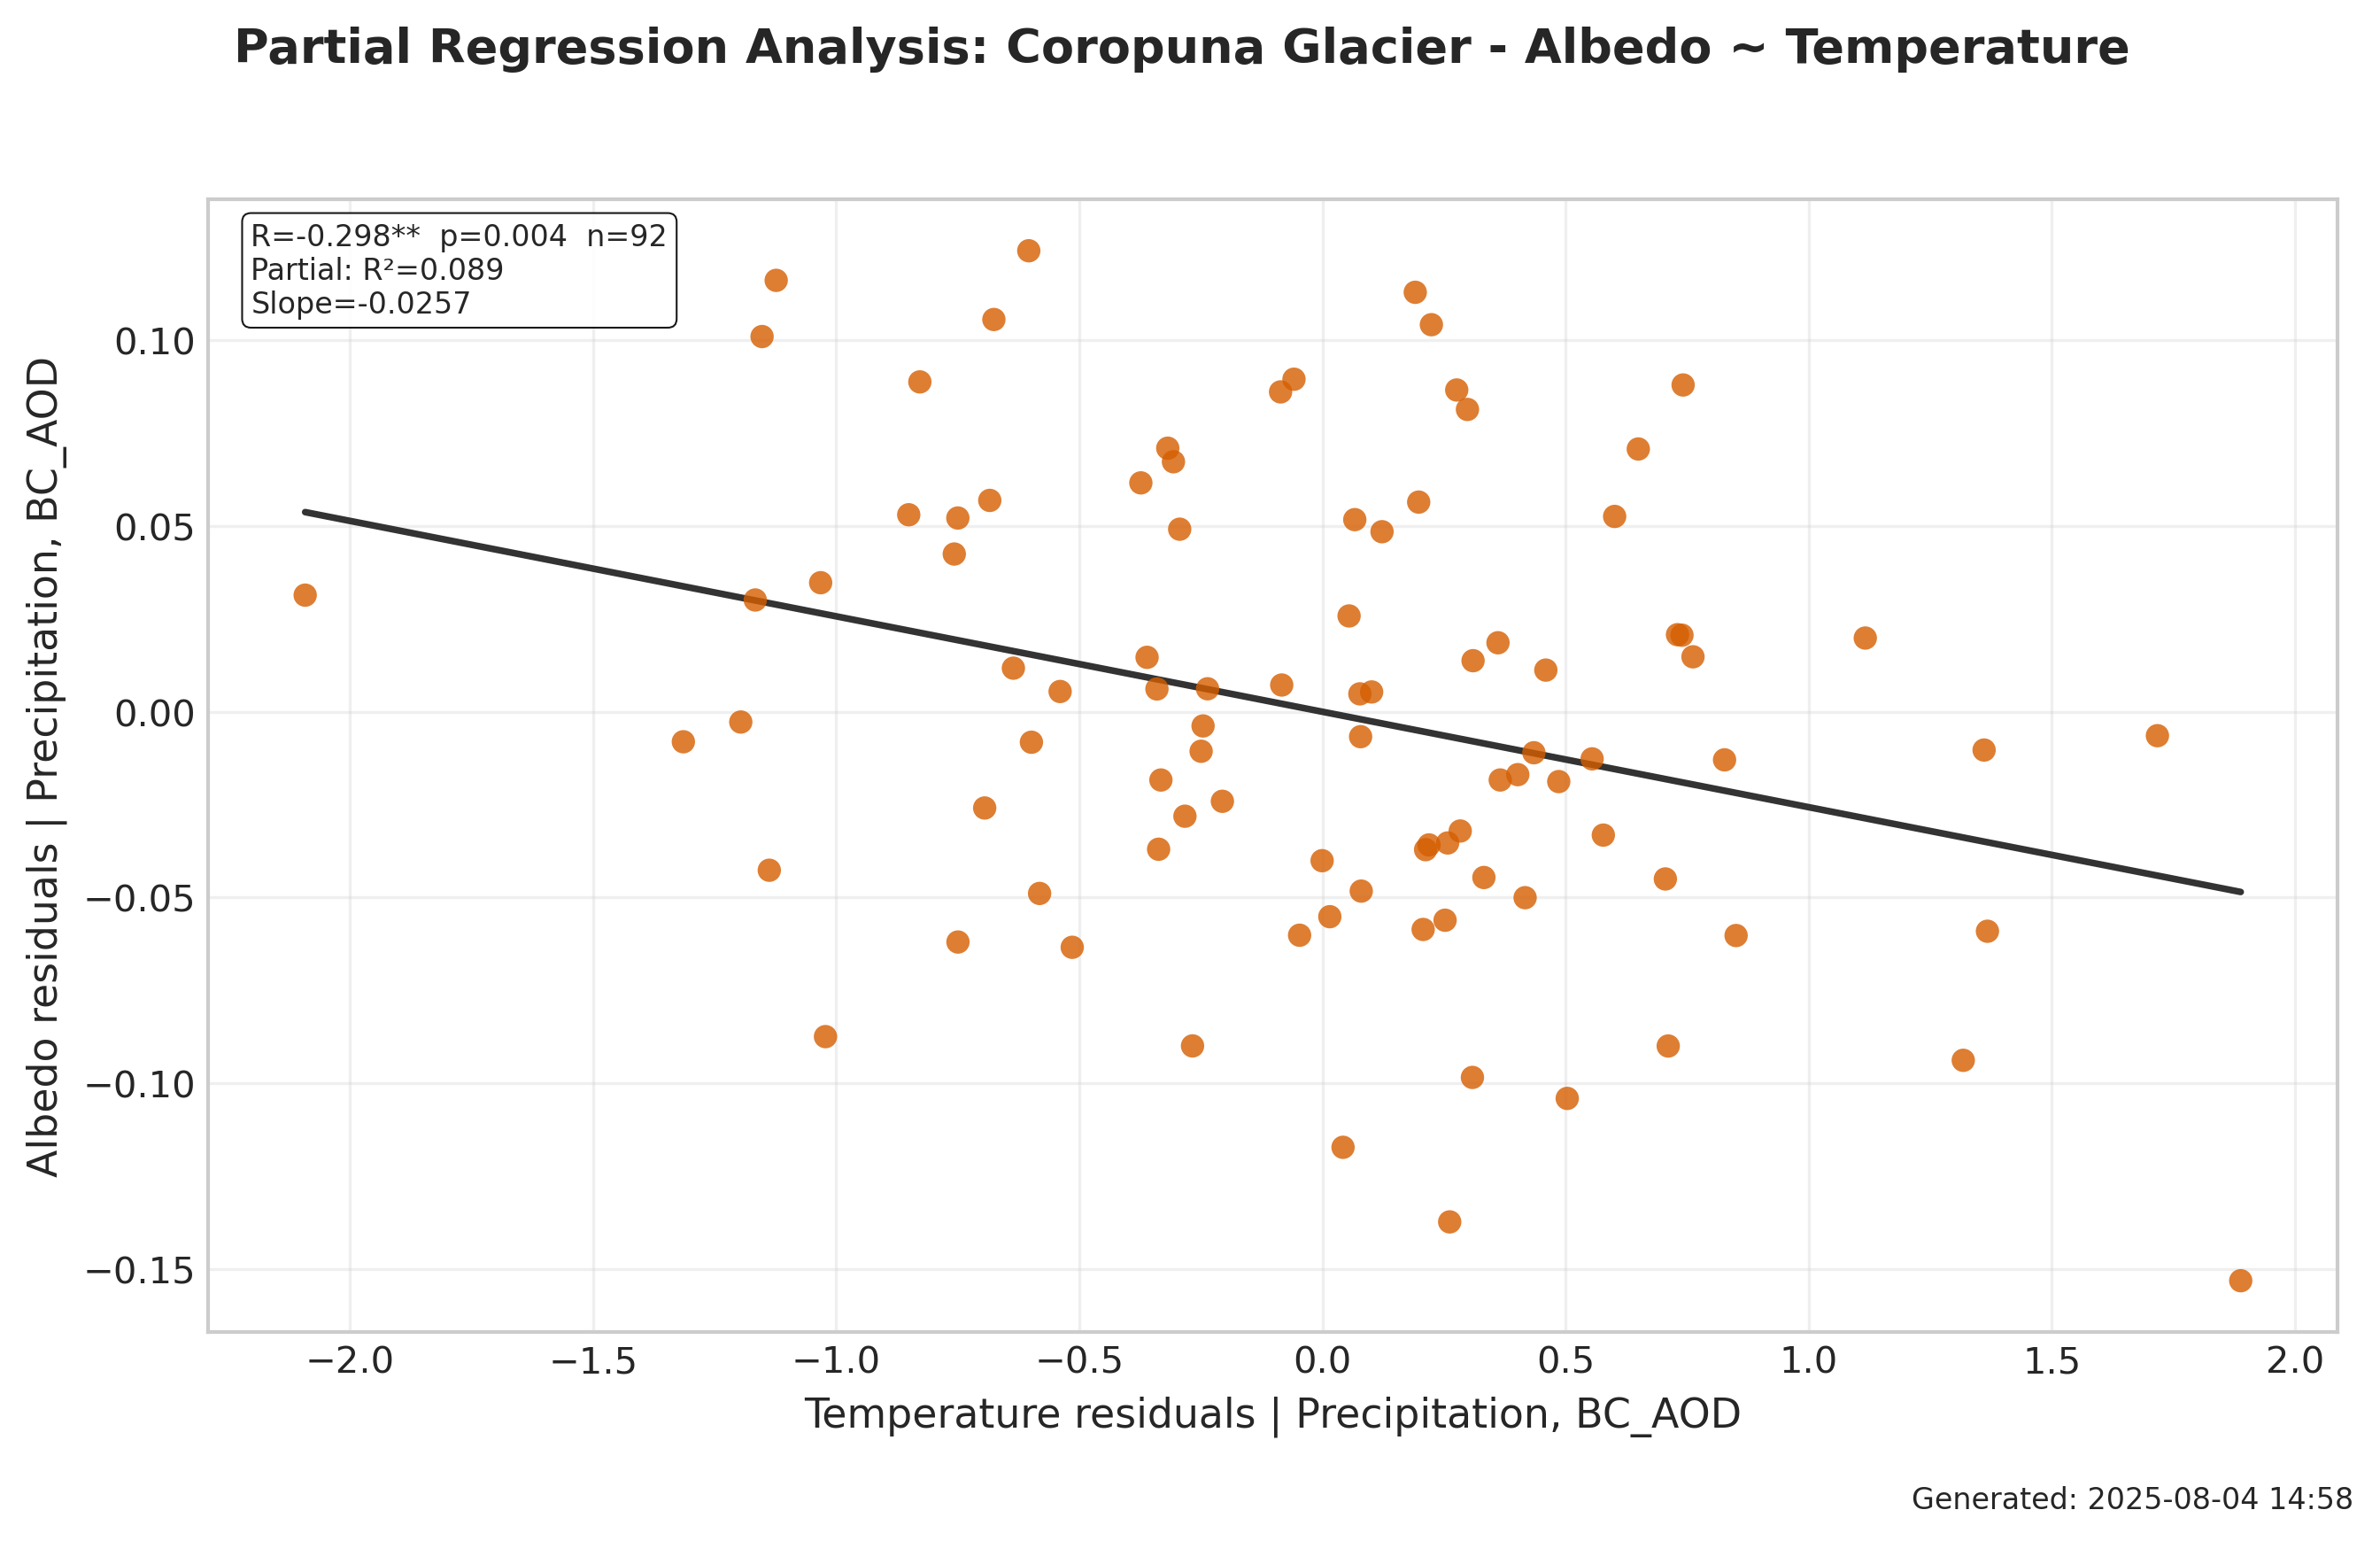 Partial Regression Analysis: Coropuna Glacier - Albedo ~ Temperature
R=-0.298**  p=0.004  n=92
Partial: R²=0.089
Slope=-0.0257
Albedo residuals | Precipitation, BC_AOD
0.10
0.05
0.00
−0.05
−0.10
−0.15
−2.0 −1.5 −1.0 −0.5 0.0 0.5 1.0 1.5 2.0
Temperature residuals | Precipitation, BC_AOD
Generated: 2025-08-04 14:58